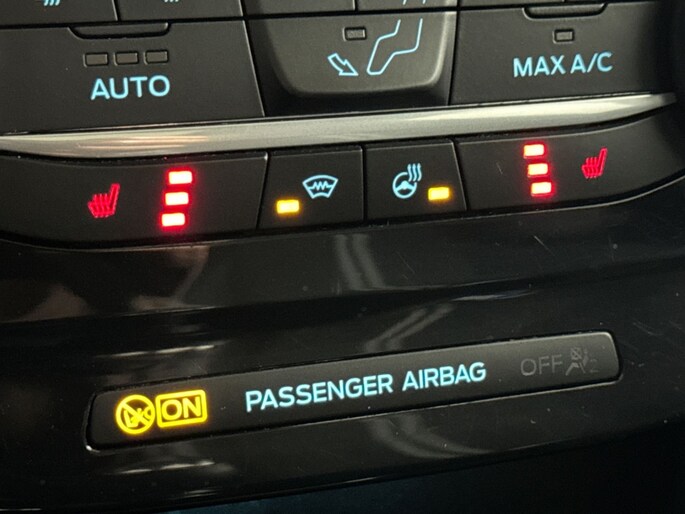 AUTO
MAX A/C
ON PASSENGER AIRBAG OFF